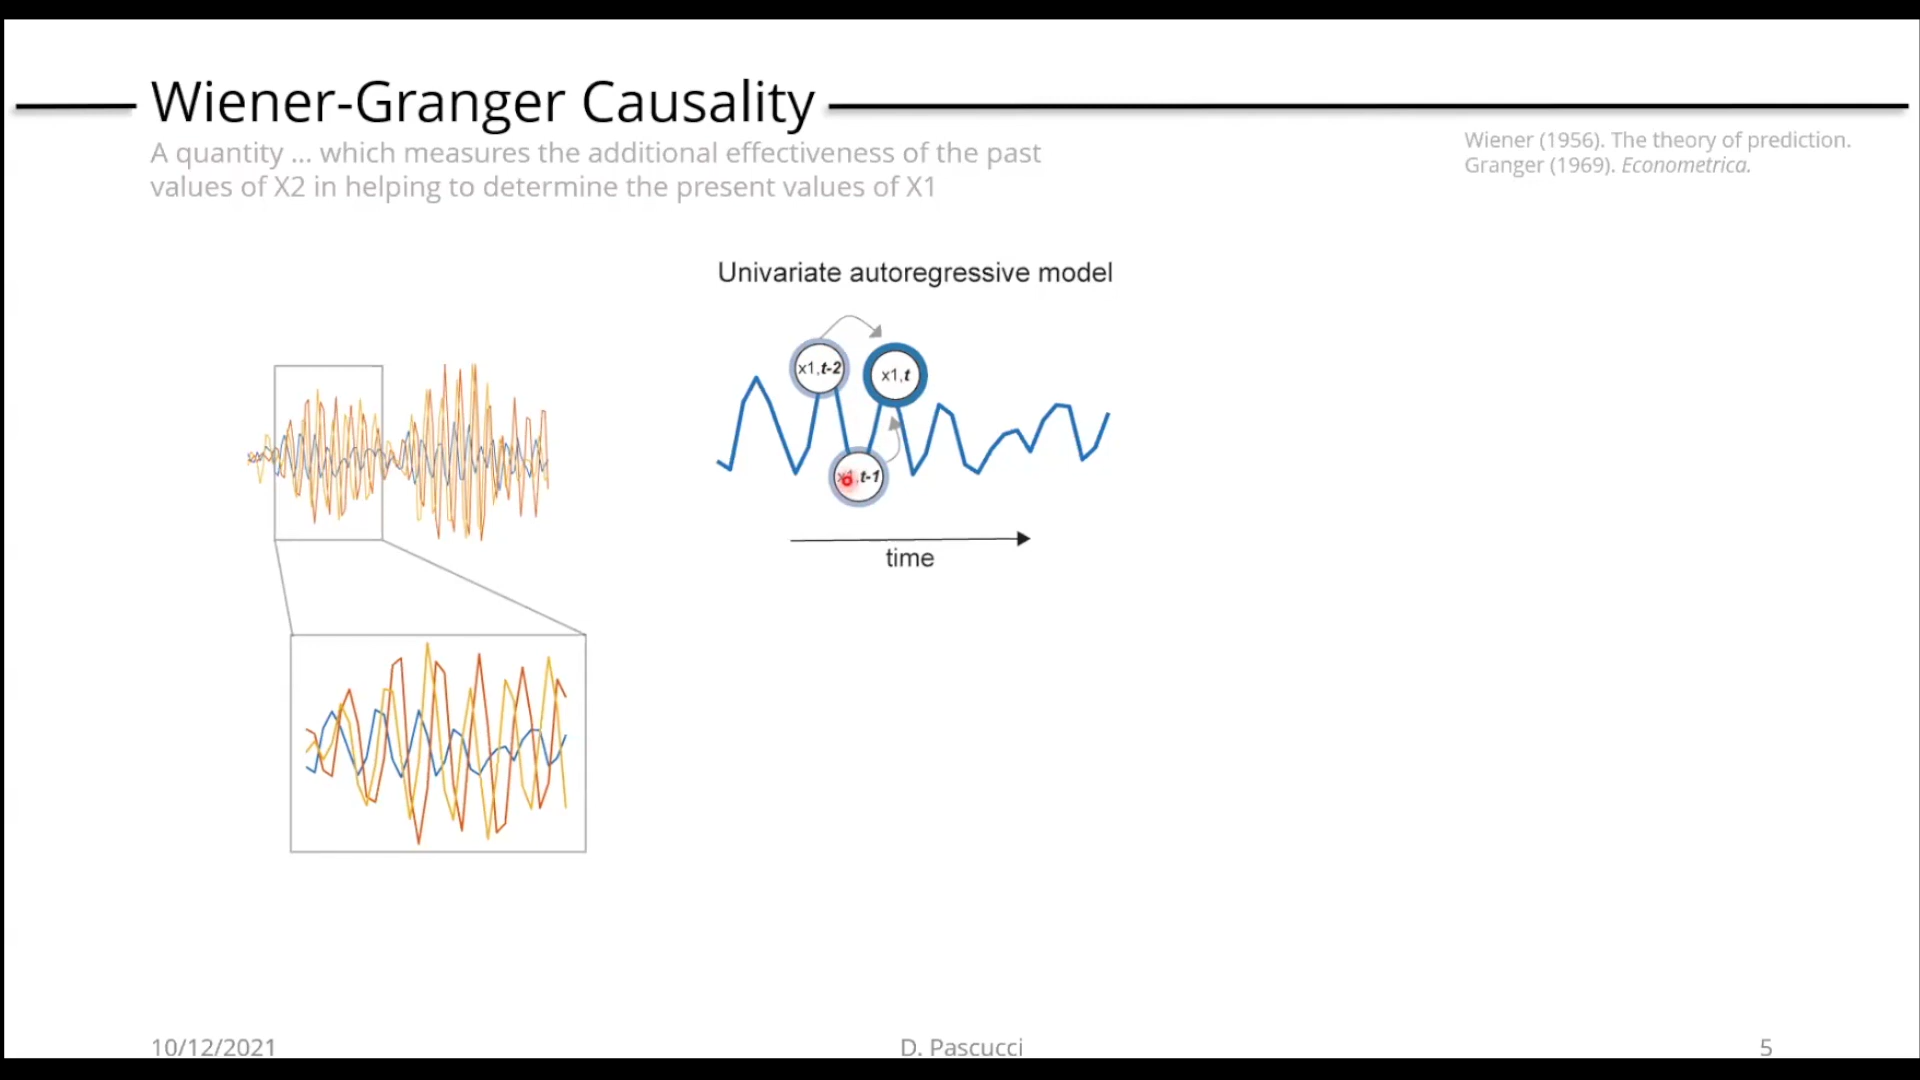 Wiener-Granger Causality
A quantity ... which measures the additional effectiveness of the past
values of X2 in helping to determine the present values of X1
Wiener (1956). The theory of prediction.
Granger (1969). Econometrica.
Univariate autoregressive model
x1,t-2
x1,t
,t-1
time
10/12/2021
D. Pascucci
5